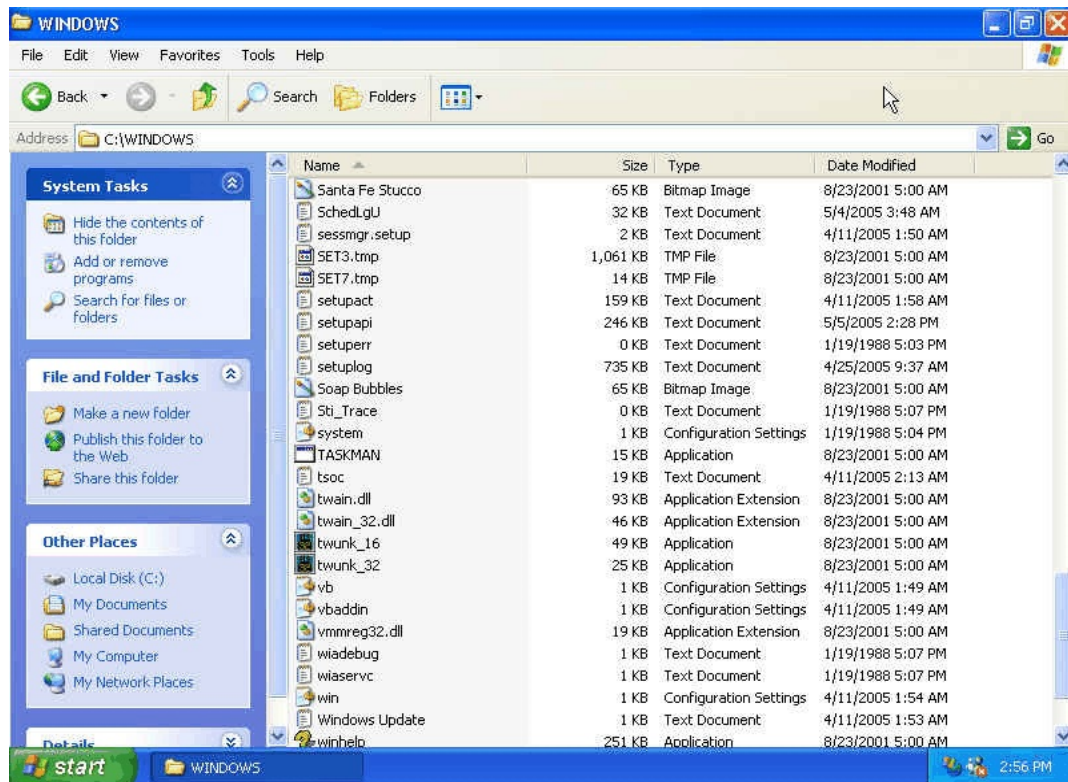 WINDOWS
File Edit View Favorites Tools Help
Back Search Folders
Address C:\WINDOWS Go
System Tasks
Hide the contents of
this folder
Add or remove
programs
Search for files or
folders
File and Folder Tasks
Make a new folder
Publish this folder to
the Web
Share this folder
Other Places
Local Disk (C:)
My Documents
Shared Documents
My Computer
My Network Places
Details
Name Size Type Date Modified
Santa Fe Stucco 65 KB Bitmap Image 8/23/2001 5:00 AM
SchedLgU 32 KB Text Document 5/4/2005 3:48 AM
sessmgr.setup 2 KB Text Document 4/11/2005 1:50 AM
SET3.tmp 1,061 KB TMP File 8/23/2001 5:00 AM
SET7.tmp 14 KB TMP File 8/23/2001 5:00 AM
setupact 159 KB Text Document 4/11/2005 1:58 AM
setupapi 246 KB Text Document 5/5/2005 2:28 PM
setuperr 0 KB Text Document 1/19/1988 5:03 PM
setuplog 735 KB Text Document 4/25/2005 9:37 AM
Soap Bubbles 65 KB Bitmap Image 8/23/2001 5:00 AM
Sti_Trace 0 KB Text Document 1/19/1988 5:07 PM
system 1 KB Configuration Settings 1/19/1988 5:04 PM
TASKMAN 15 KB Application 8/23/2001 5:00 AM
tsoc 19 KB Text Document 4/11/2005 2:13 AM
twain.dll 93 KB Application Extension 8/23/2001 5:00 AM
twain_32.dll 46 KB Application Extension 8/23/2001 5:00 AM
twunk_16 49 KB Application 8/23/2001 5:00 AM
twunk_32 25 KB Application 8/23/2001 5:00 AM
vb 1 KB Configuration Settings 4/11/2005 1:49 AM
vbaddin 1 KB Configuration Settings 4/11/2005 1:49 AM
vmmreg32.dll 19 KB Application Extension 8/23/2001 5:00 AM
wiadebug 1 KB Text Document 1/19/1988 5:07 PM
wiaservc 1 KB Text Document 1/19/1988 5:07 PM
win 1 KB Configuration Settings 4/11/2005 1:54 AM
Windows Update 1 KB Text Document 4/11/2005 1:53 AM
winhelp 251 KB Application 8/23/2001 5:00 AM
start WINDOWS 2:56 PM